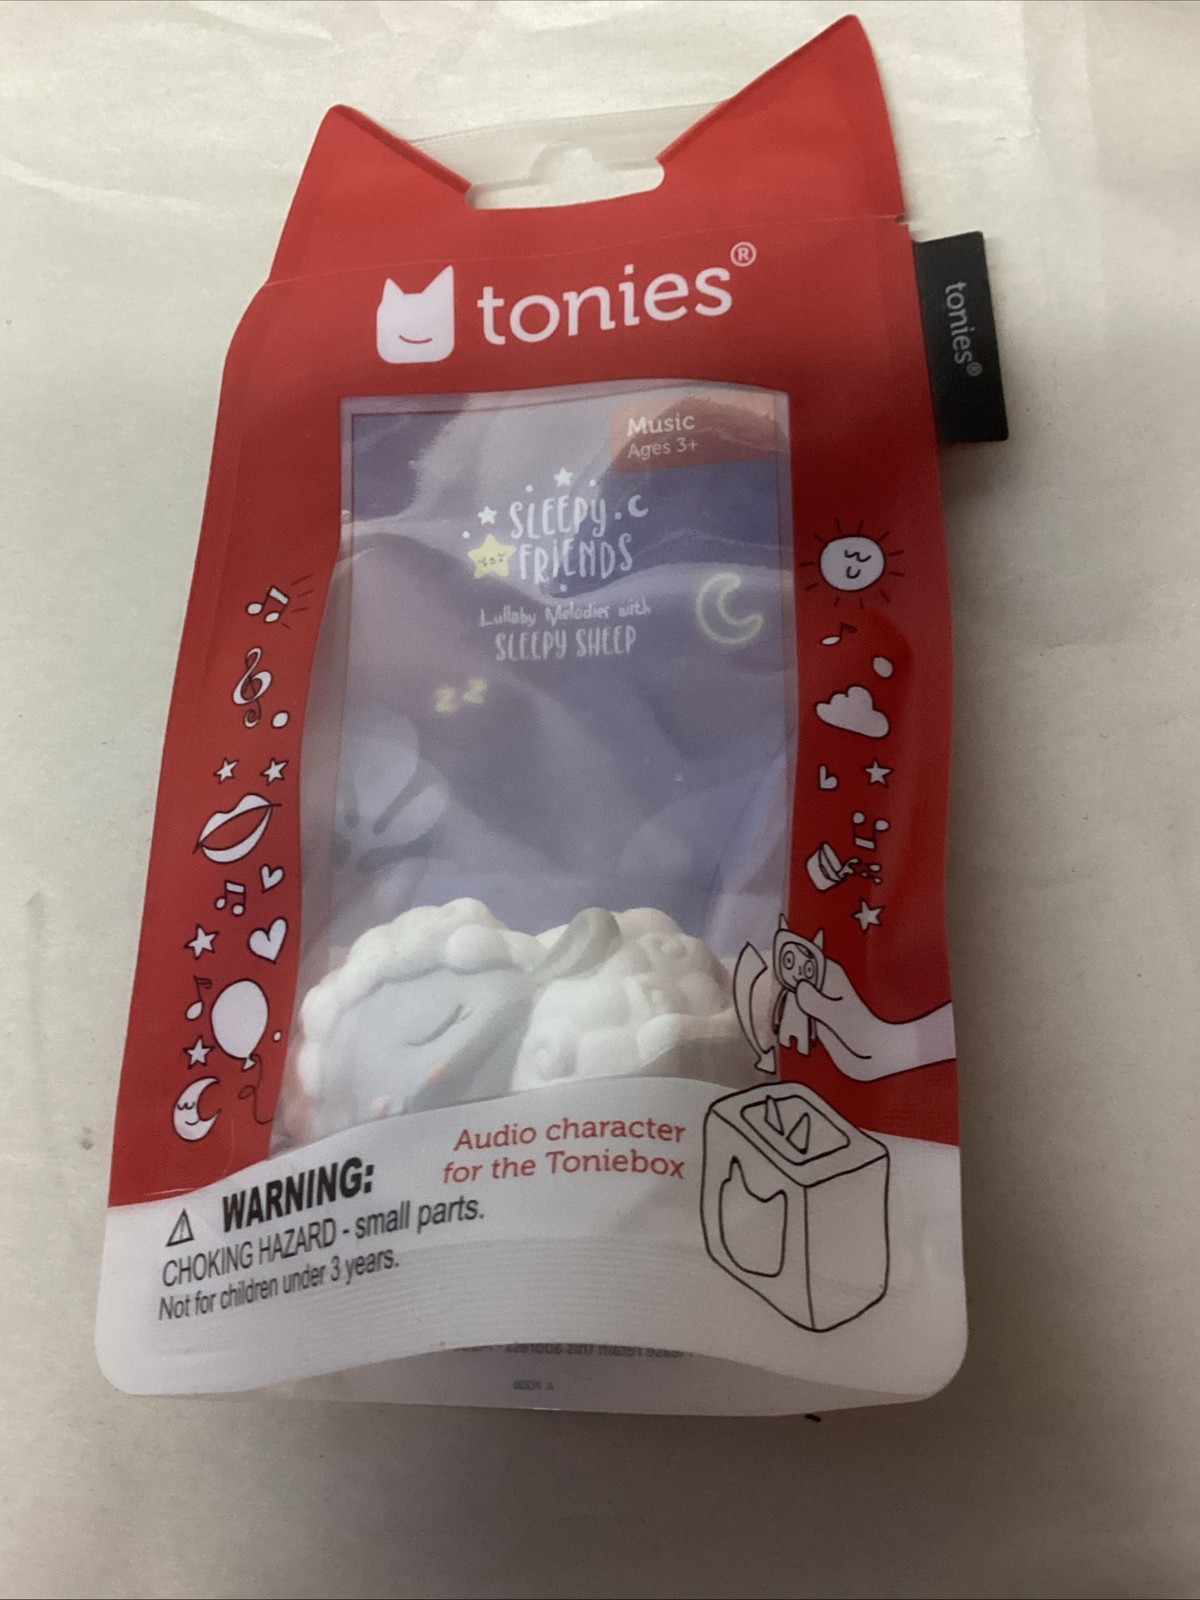 tonies®
tonies®
Music
Ages 3+
SLEEPY
FRIENDS
Lullaby Melodies with
SLEEPY SHEEP
z z
Audio character
for the Toniebox
WARNING:
CHOKING HAZARD - small parts.
Not for children under 3 years.